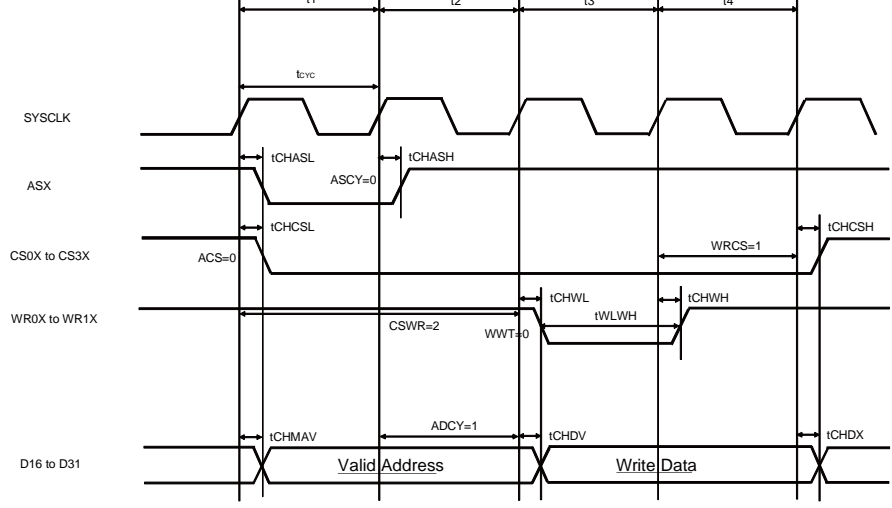 t1 t2 t3 t4
tCYC
SYSCLK
tCHASL tCHASH
ASX
ASCY=0
tCHCSL tCHCSH
CS0X to CS3X
ACS=0
WRCS=1
tCHWL tCHWH
WR0X to WR1X
tWLWH
CSWR=2
WWT=0
ADCY=1
tCHMAV tCHDV tCHDX
D16 to D31
Valid Address Write Data